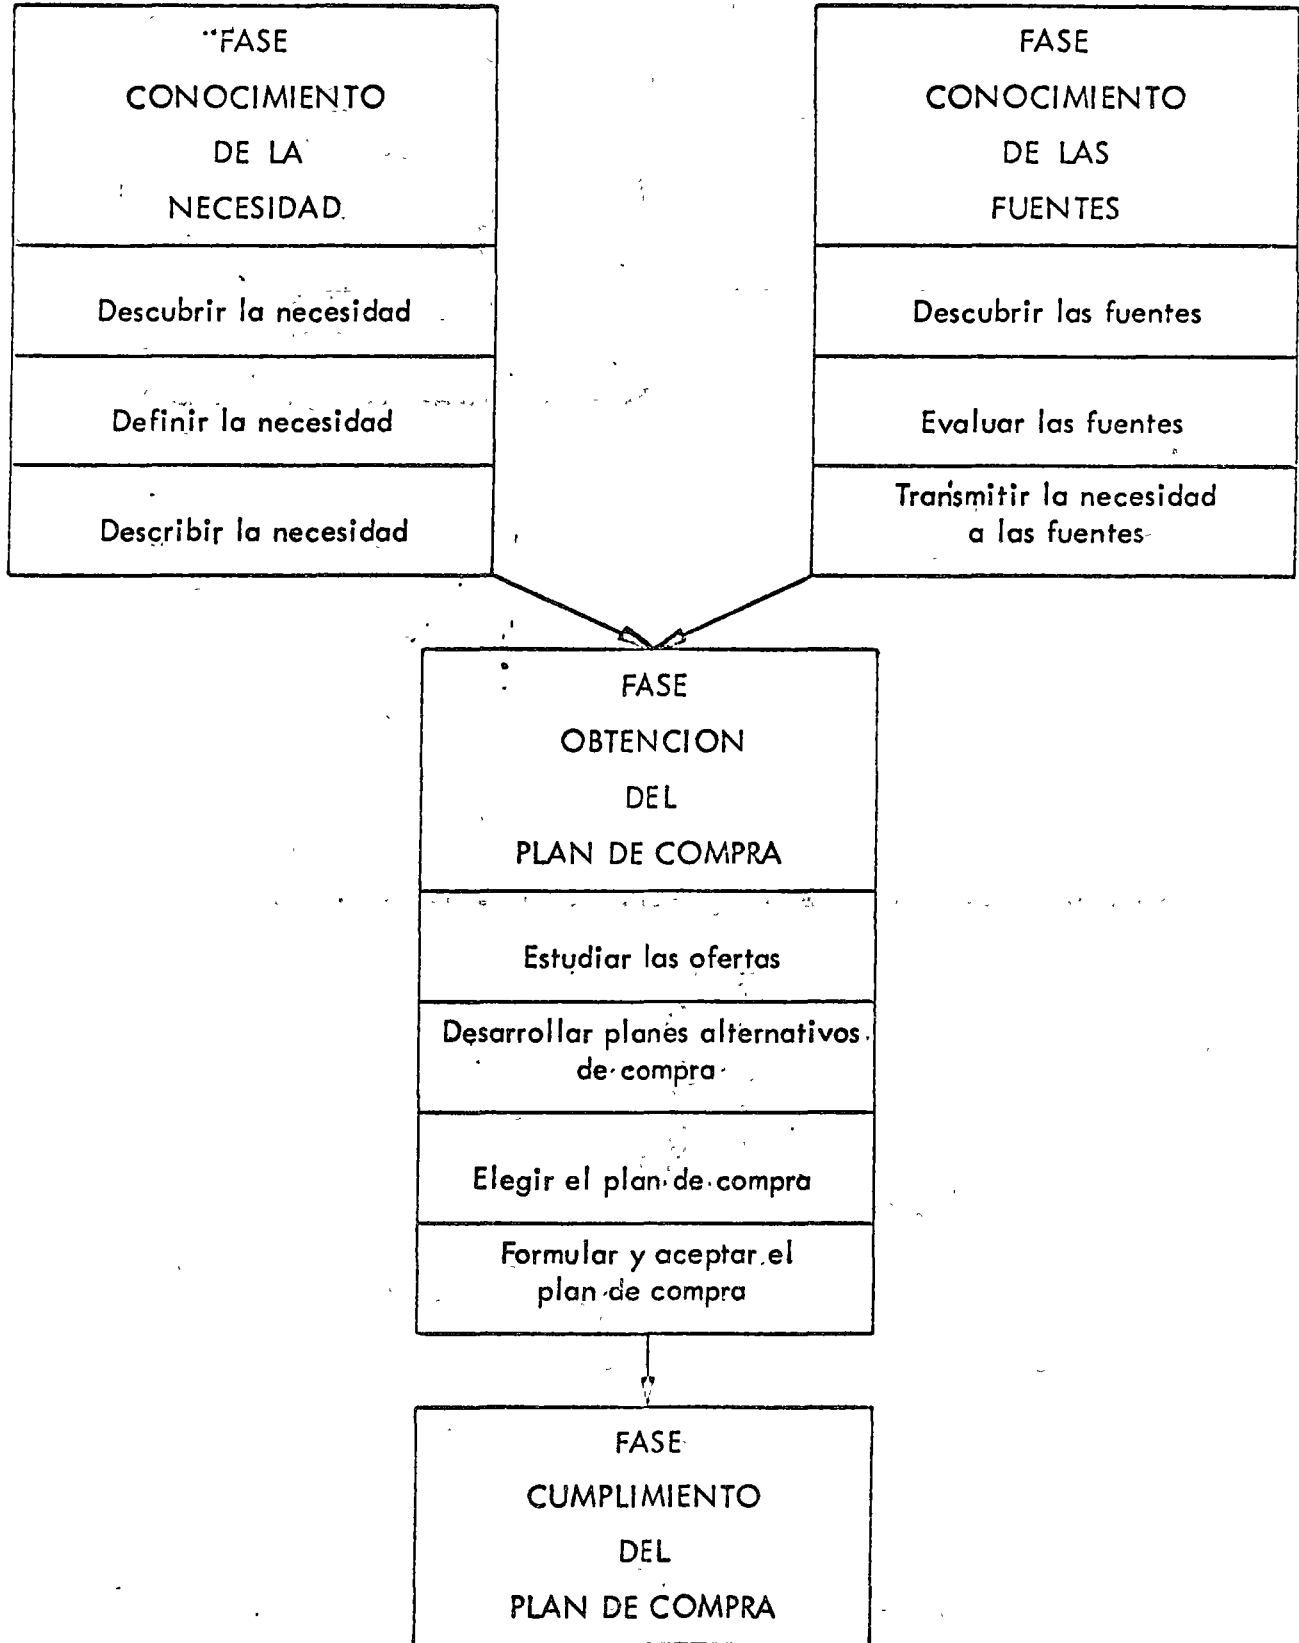 FASE
CONOCIMIENTO
DE LA
NECESIDAD
Descubrir la necesidad
Definir la necesidad
Describir la necesidad
FASE
CONOCIMIENTO
DE LAS
FUENTES
Descubrir las fuentes
Evaluar las fuentes
Transmitir la necesidad
a las fuentes
FASE
OBTENCION
DEL
PLAN DE COMPRA
Estudiar las ofertas
Desarrollar planes alternativos
de compra
Elegir el plan de compra
Formular y aceptar el
plan de compra
FASE
CUMPLIMIENTO
DEL
PLAN DE COMPRA